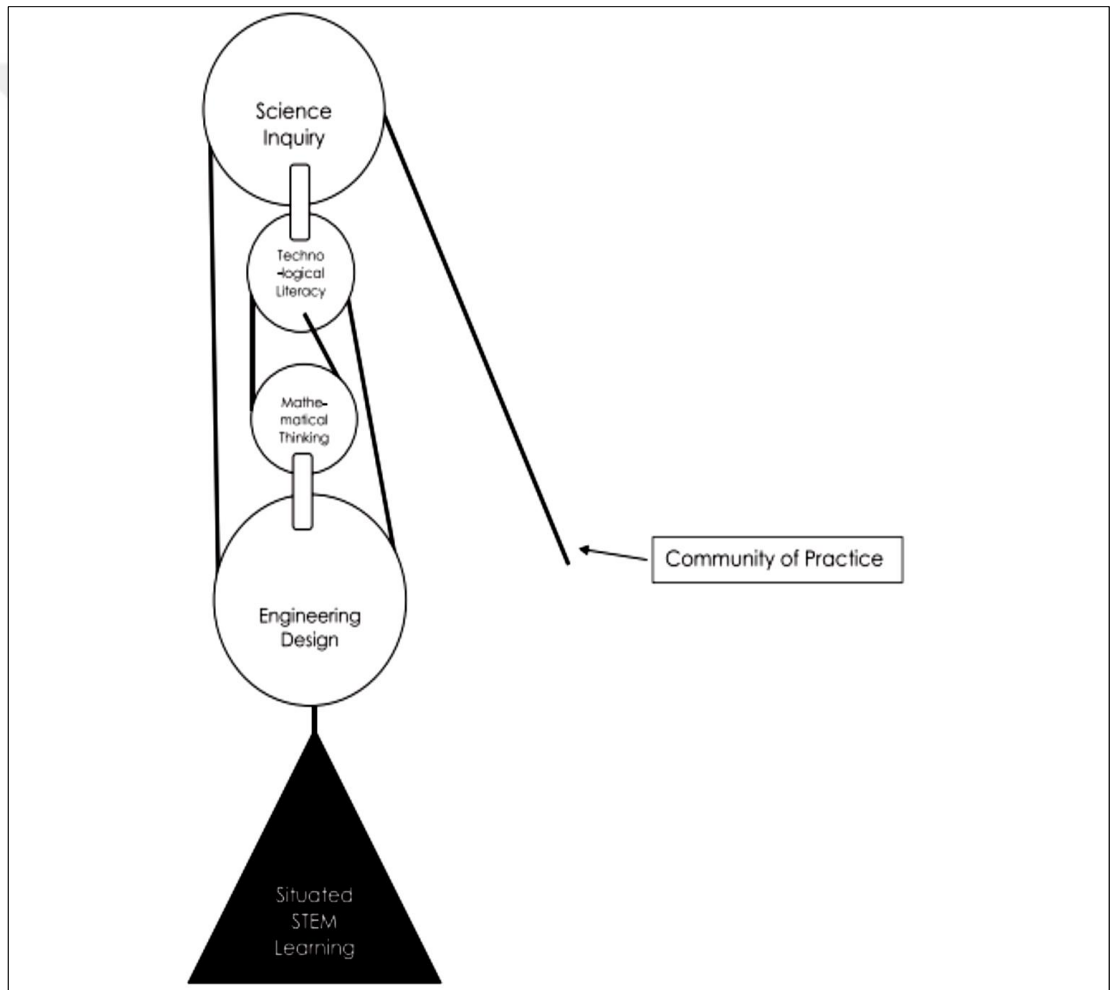 Science
Inquiry
Techno
-logical
Literacy
Mathe-
matical
Thinking
Community of Practice
Engineering
Design
Situated
STEM
Learning